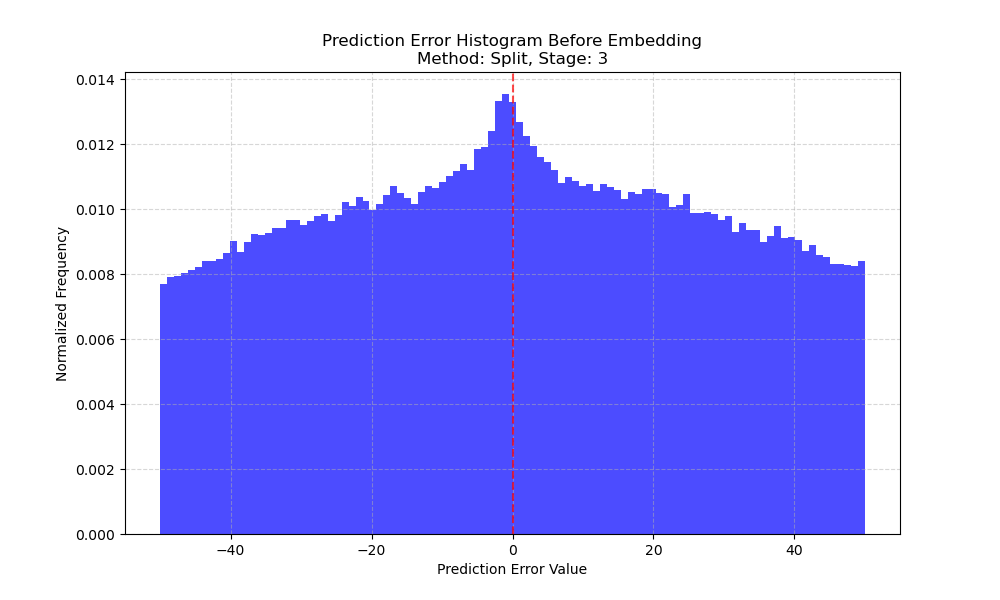 Prediction Error Histogram Before Embedding
Method: Split, Stage: 3
Normalized Frequency
0.014
0.012
0.010
0.008
0.006
0.004
0.002
0.000
−40 −20 0 20 40
Prediction Error Value